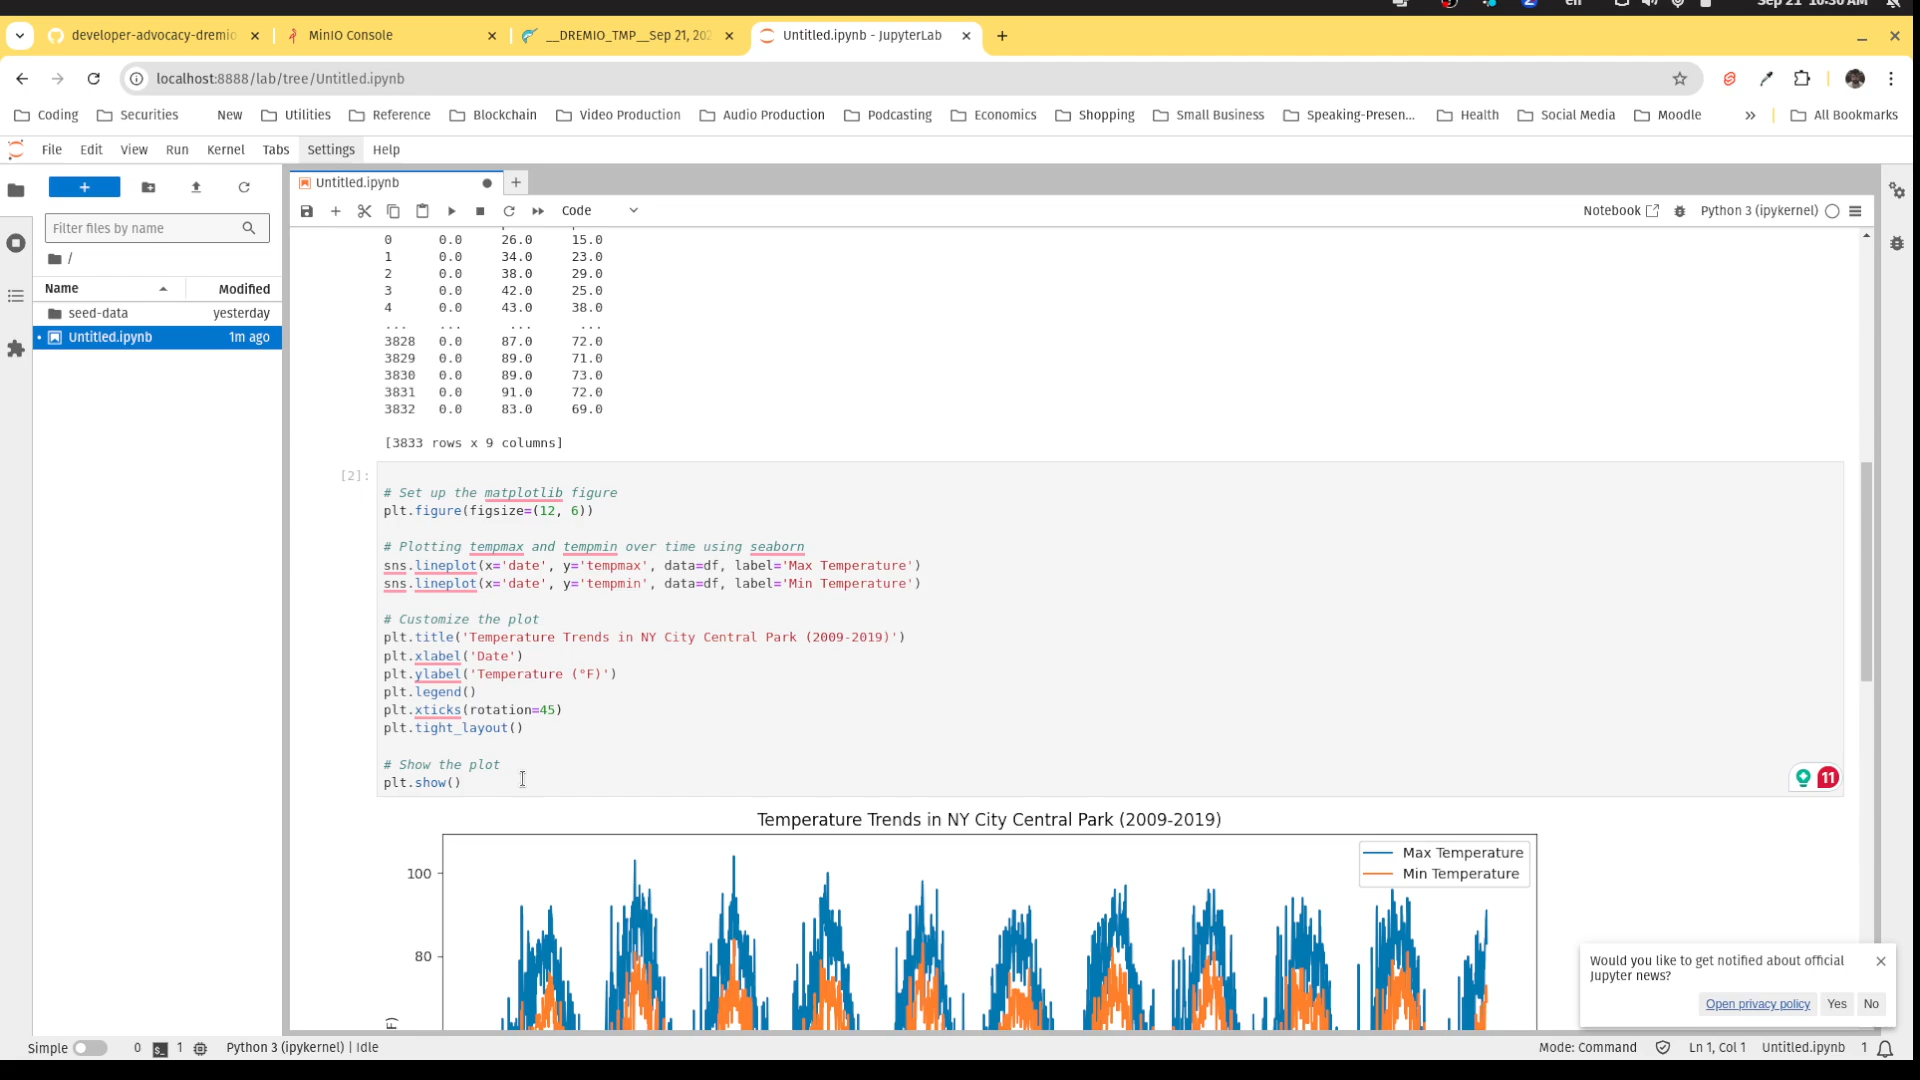 en
Sep 21 10:30 AM
developer-advocacy-dremio
MinIO Console
__DREMIO_TMP__Sep 21, 202
Untitled.ipynb - JupyterLab
localhost:8888/lab/tree/Untitled.ipynb
Coding
Securities
New
Utilities
Reference
Blockchain
Video Production
Audio Production
Podcasting
Economics
Shopping
Small Business
Speaking-Presen...
Health
Social Media
Moodle
»
All Bookmarks
File Edit View Run Kernel Tabs Settings Help
Untitled.ipynb
Code
Notebook
Python 3 (ipykernel)
Filter files by name
/
Name Modified
seed-data yesterday
Untitled.ipynb 1m ago
0 0.0 26.0 15.0
1 0.0 34.0 23.0
2 0.0 38.0 29.0
3 0.0 42.0 25.0
4 0.0 43.0 38.0
... ... ... ...
3828 0.0 87.0 72.0
3829 0.0 89.0 71.0
3830 0.0 89.0 73.0
3831 0.0 91.0 72.0
3832 0.0 83.0 69.0
[3833 rows x 9 columns]
[2]:
# Set up the matplotlib figure
plt.figure(figsize=(12, 6))
# Plotting tempmax and tempmin over time using seaborn
sns.lineplot(x='date', y='tempmax', data=df, label='Max Temperature')
sns.lineplot(x='date', y='tempmin', data=df, label='Min Temperature')
# Customize the plot
plt.title('Temperature Trends in NY City Central Park (2009-2019)')
plt.xlabel('Date')
plt.ylabel('Temperature (°F)')
plt.legend()
plt.xticks(rotation=45)
plt.tight_layout()
# Show the plot
plt.show()
11
Temperature Trends in NY City Central Park (2009-2019)
Max Temperature
Min Temperature
100
80
F)
Would you like to get notified about official
Jupyter news?
Open privacy policy Yes No
Simple 0 1 Python 3 (ipykernel) | Idle
Mode: Command Ln 1, Col 1 Untitled.ipynb 1